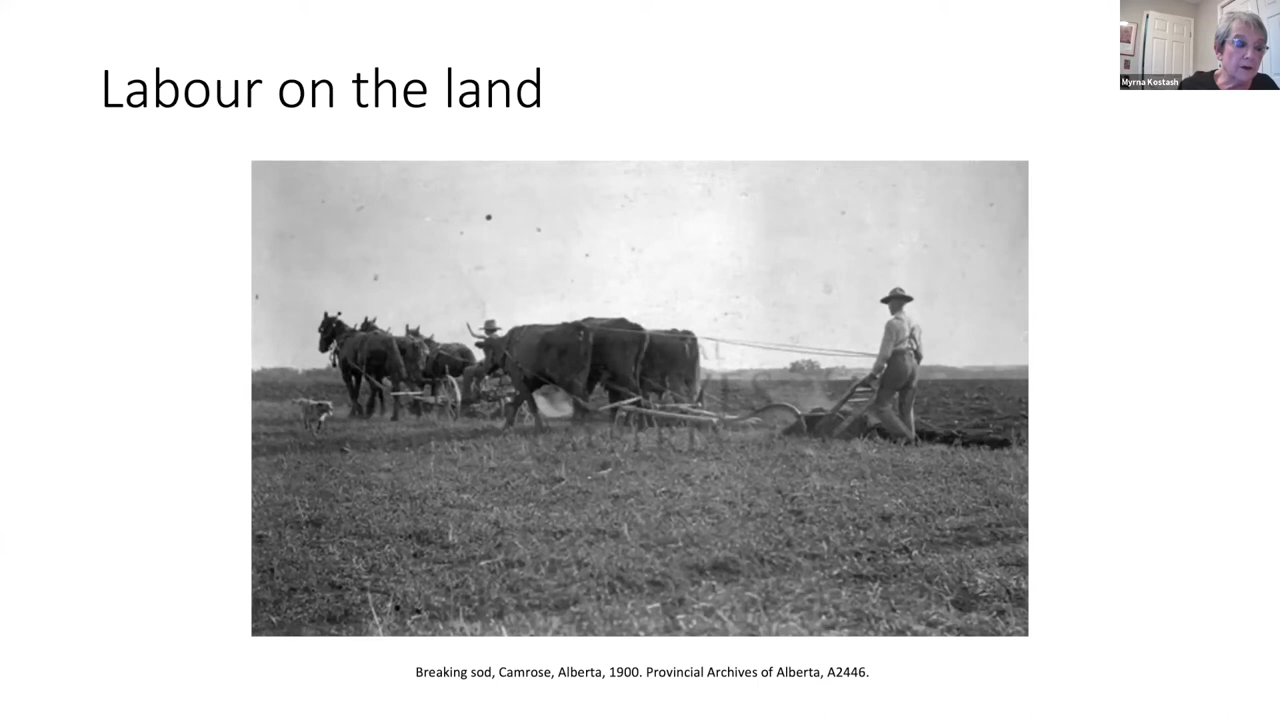 Labour on the land
Myrna Kostash
Breaking sod, Camrose, Alberta, 1900. Provincial Archives of Alberta, A2446.